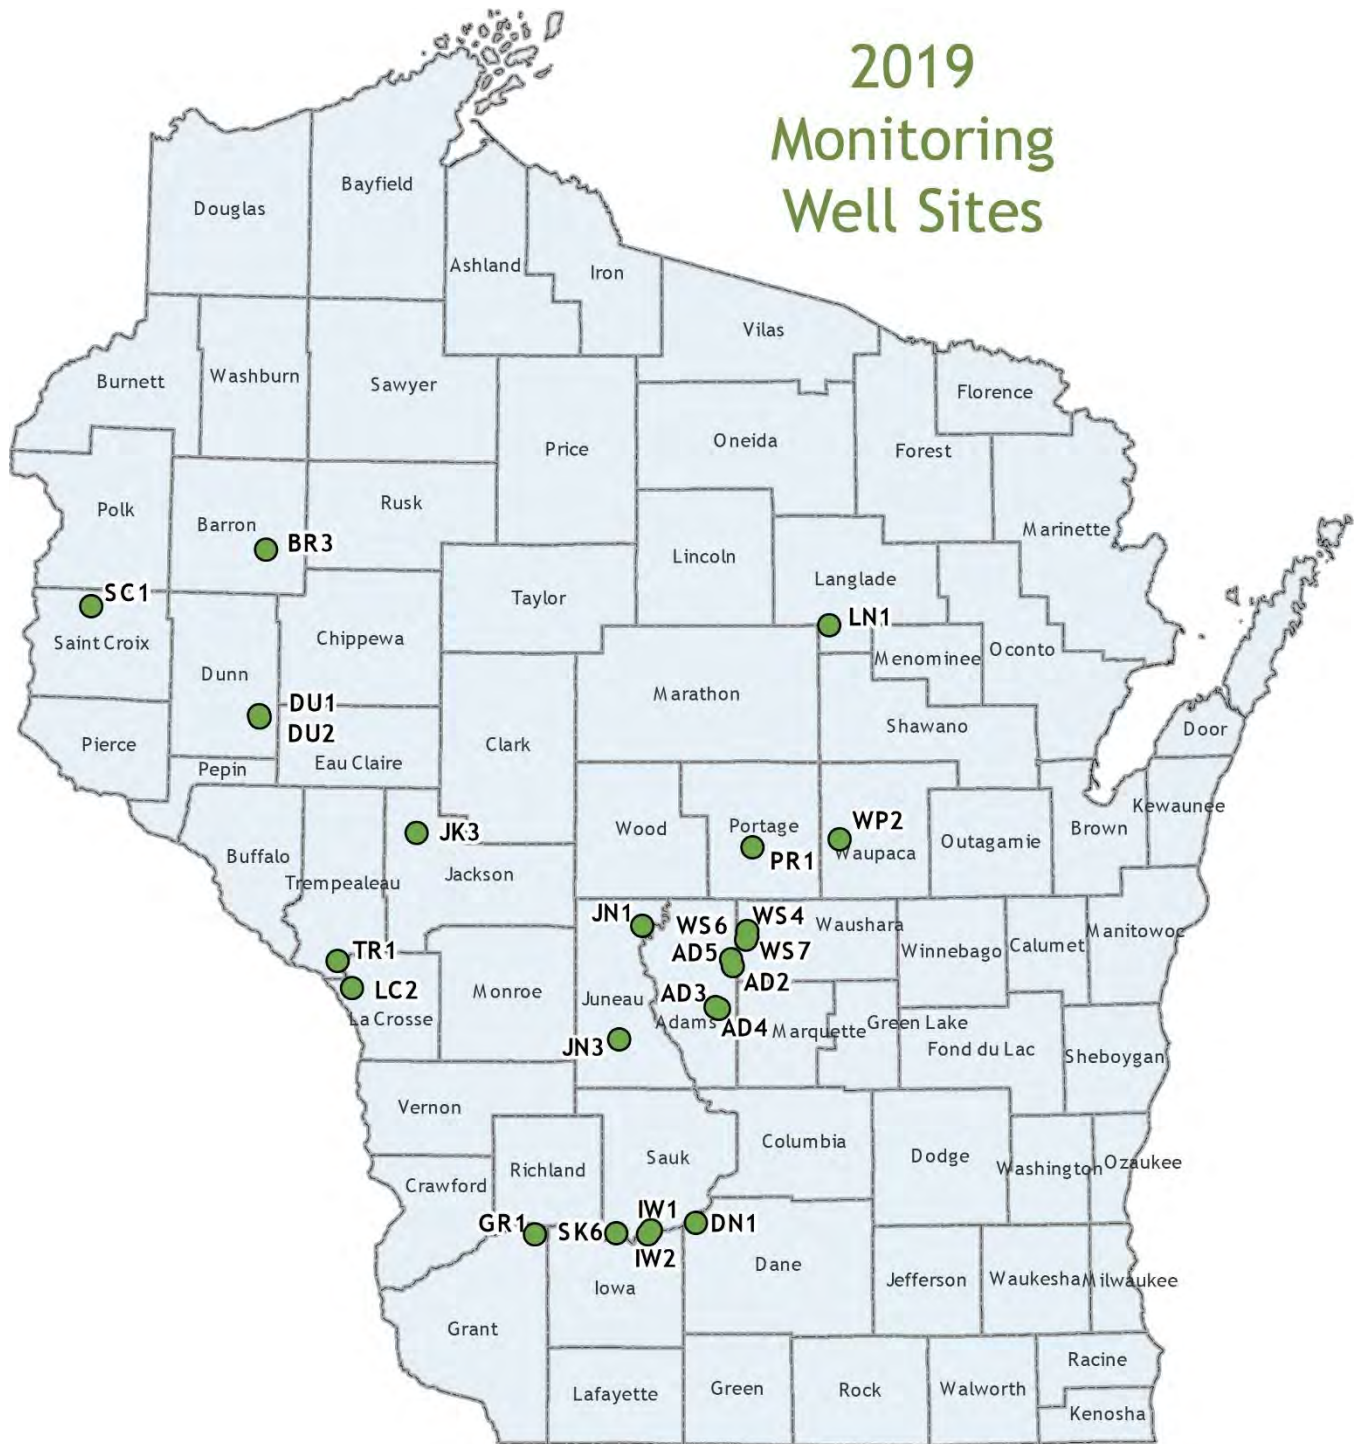 2019
Monitoring
Well Sites
Bayfield
Douglas
Ashland
Iron
Vilas
Burnett
Washburn
Sawyer
Florence
Price
Oneida
Forest
Polk
Barron
Rusk
Marinette
BR3
Lincoln
Langlade
SC1
Taylor
LN1
Saint Croix
Chippewa
Menominee
Oconto
Dunn
Marathon
DU1
DU2
Shawano
Door
Pierce
Pepin
Eau Claire
Clark
Kewaunee
JK3
Wood
Portage
WP2
Brown
Outagamie
PR1
Waupaca
Buffalo
Trempealeau
Jackson
JN1
WS6
WS4
Waushara
Manitowoc
Calumet
Winnebago
TR1
AD5
WS7
AD2
LC2
Monroe
Juneau
AD3
La Crosse
Adams
AD4
Marquette
Green Lake
JN3
Fond du Lac
Sheboygan
Vernon
Columbia
Richland
Sauk
Dodge
Washington
Ozaukee
Crawford
GR1
SK6
IW1
DN1
IW2
Dane
Iowa
Jefferson
Waukesha
Milwaukee
Grant
Racine
Lafayette
Green
Rock
Walworth
Kenosha